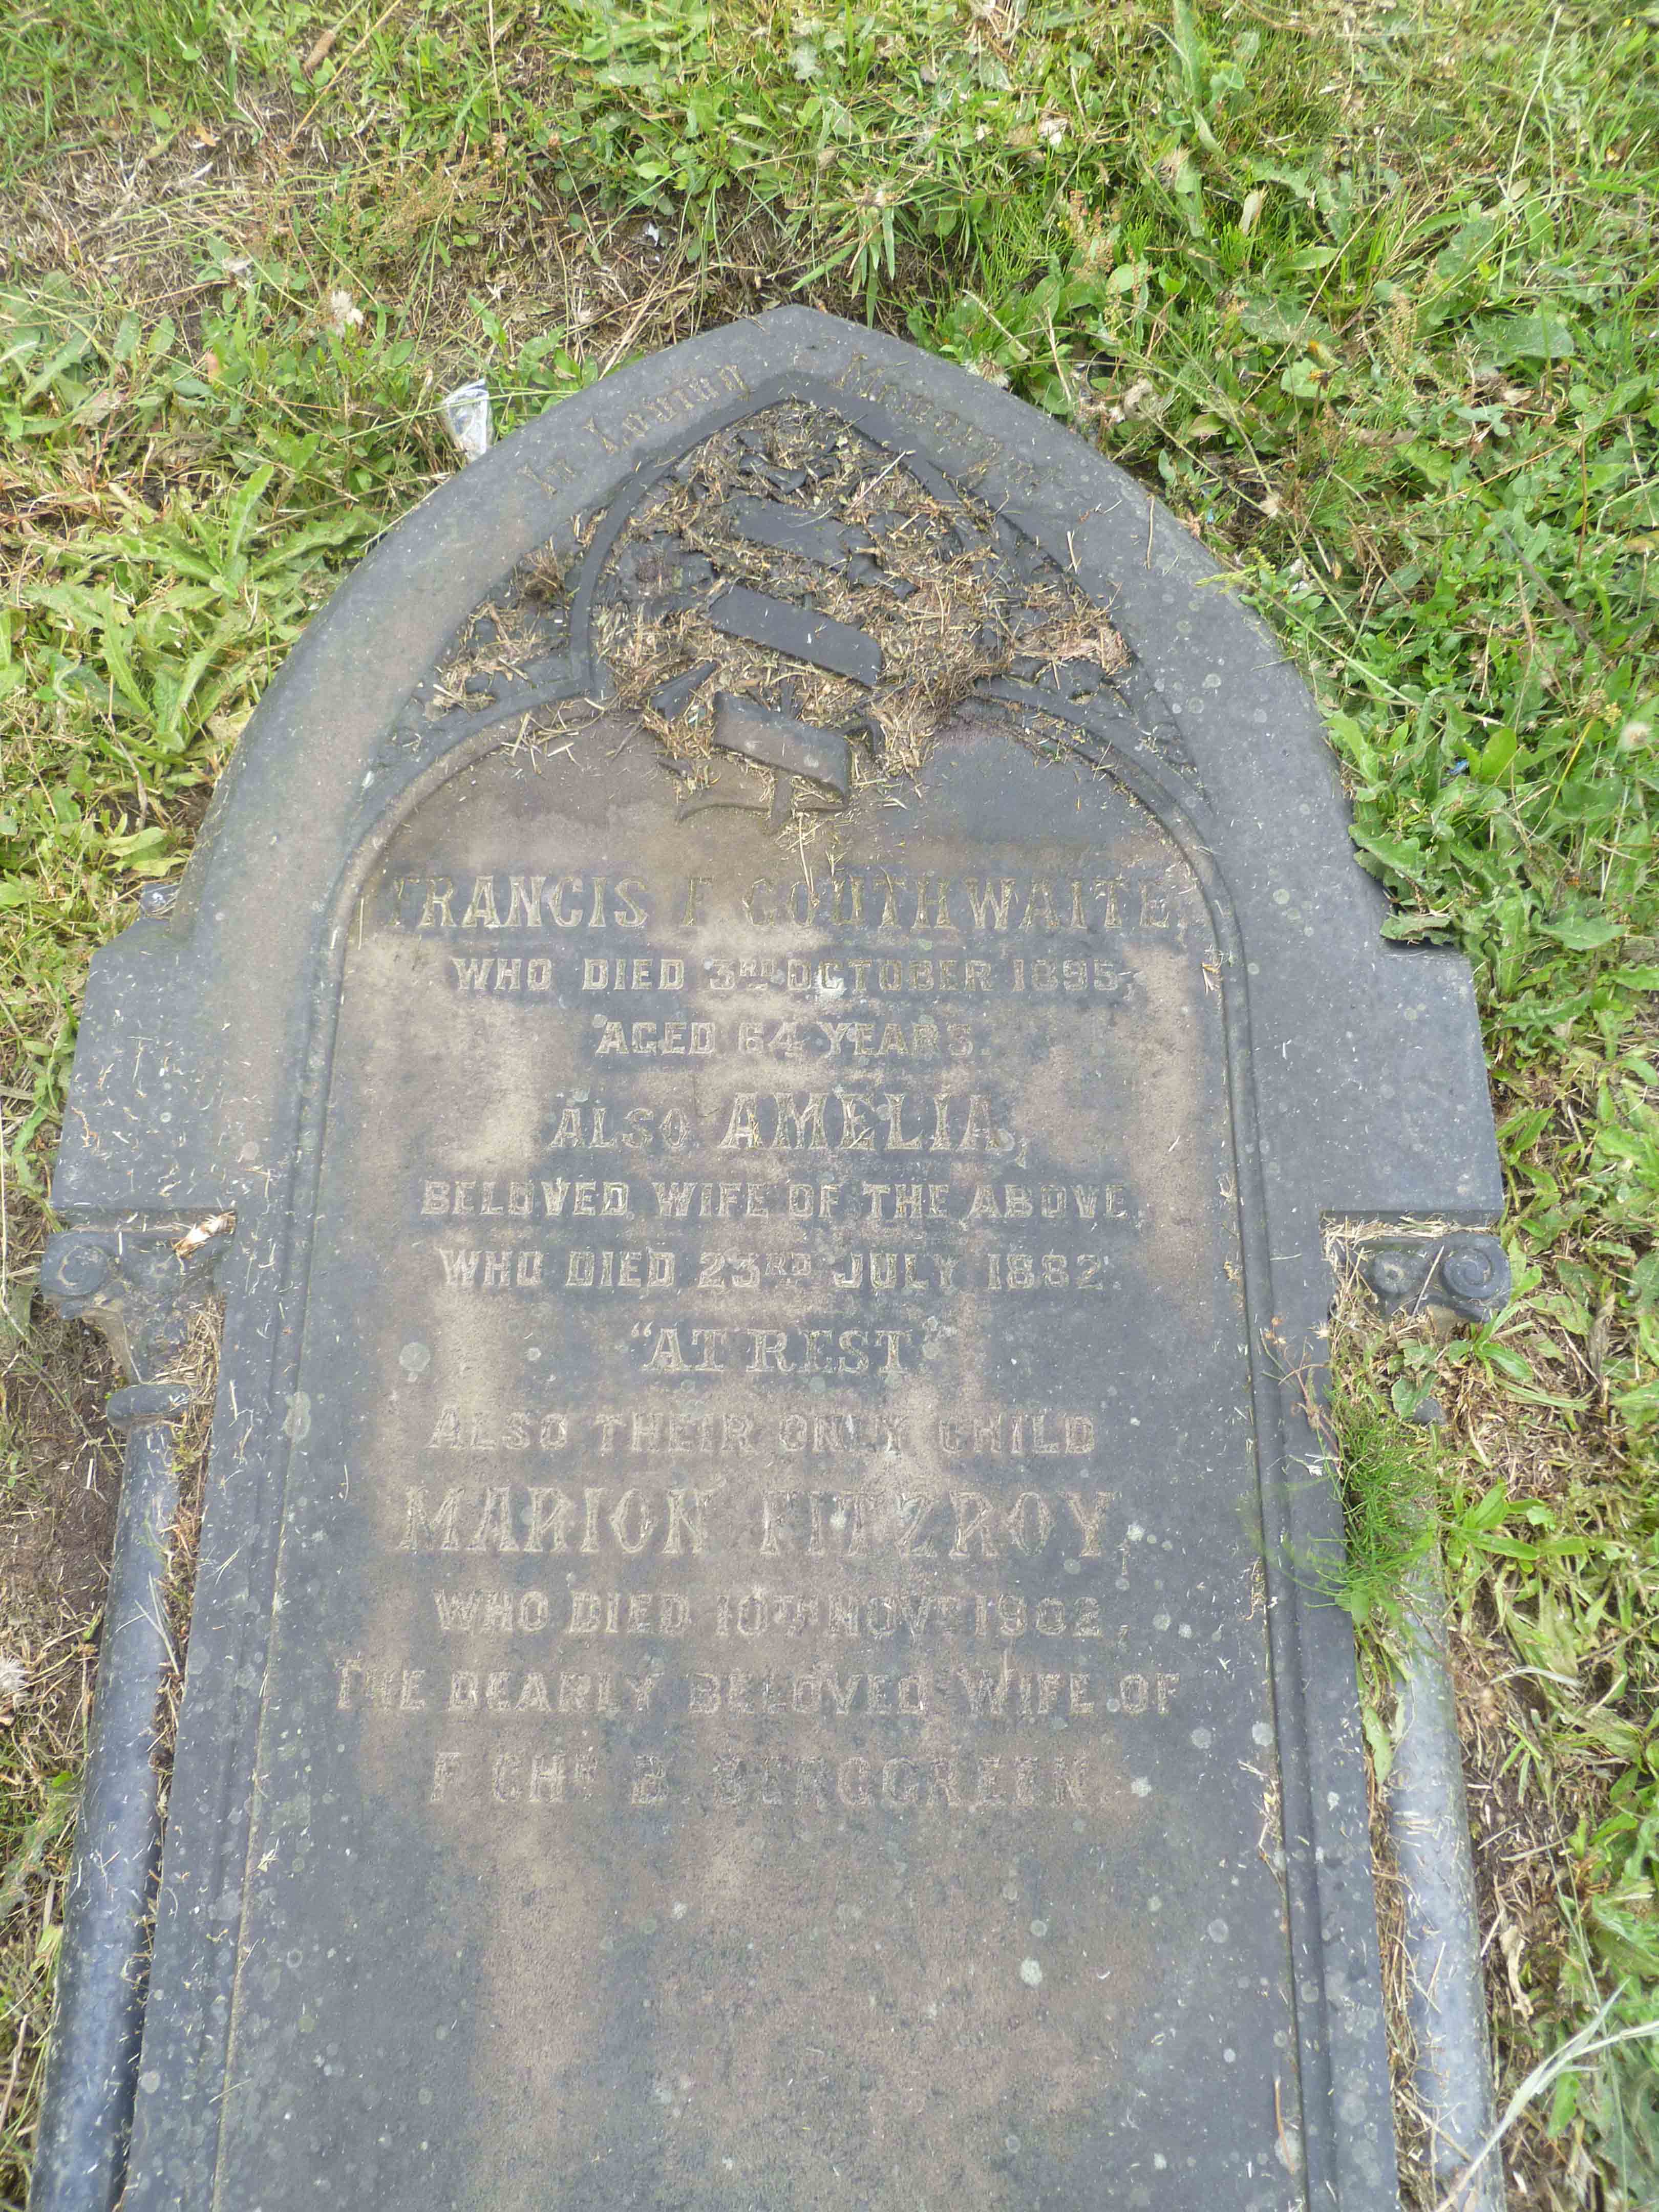 In Loving Memory
FRANCIS F GOUTHWAITE,
WHO DIED 3RD OCTOBER 1895,
AGED 64 YEARS.
ALSO AMELIA,
BELOVED WIFE OF THE ABOVE,
WHO DIED 23RD JULY 1882.
"AT REST"
ALSO THEIR ONLY CHILD
MARION FITZROY,
WHO DIED 10TH NOVR 1902,
THE DEARLY BELOVED WIFE OF
F. CHR B. BERGGREEN.